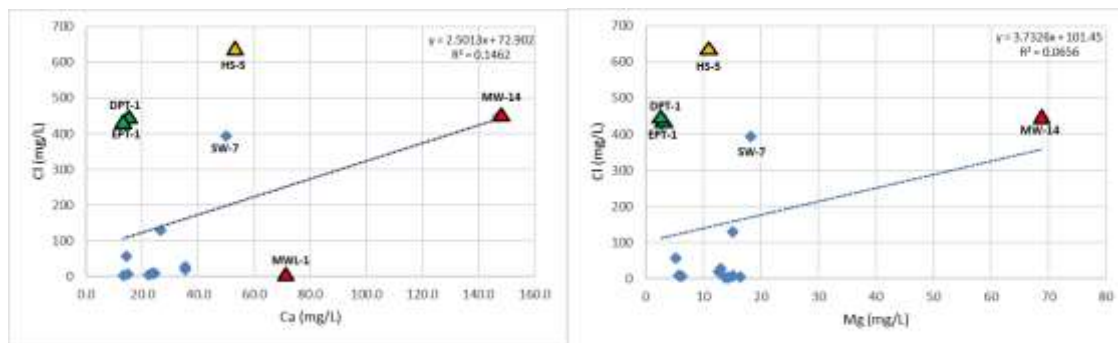 700
600
500
400
300
200
100
0
Cl (mg/L)
0.0 20.0 40.0 60.0 80.0 100.0 120.0 140.0 160.0
Ca (mg/L)
y = 2.5013x + 72.902
R² = 0.1462
HS-5
DPT-1
EPT-1
MW-14
SW-7
MWL-1
700
600
500
400
300
200
100
0
Cl (mg/L)
0 10 20 30 40 50 60 70 80
Mg (mg/L)
y = 3.7326x + 101.45
R² = 0.0656
HS-5
DPT-1
EPT-1
MW-14
SW-7